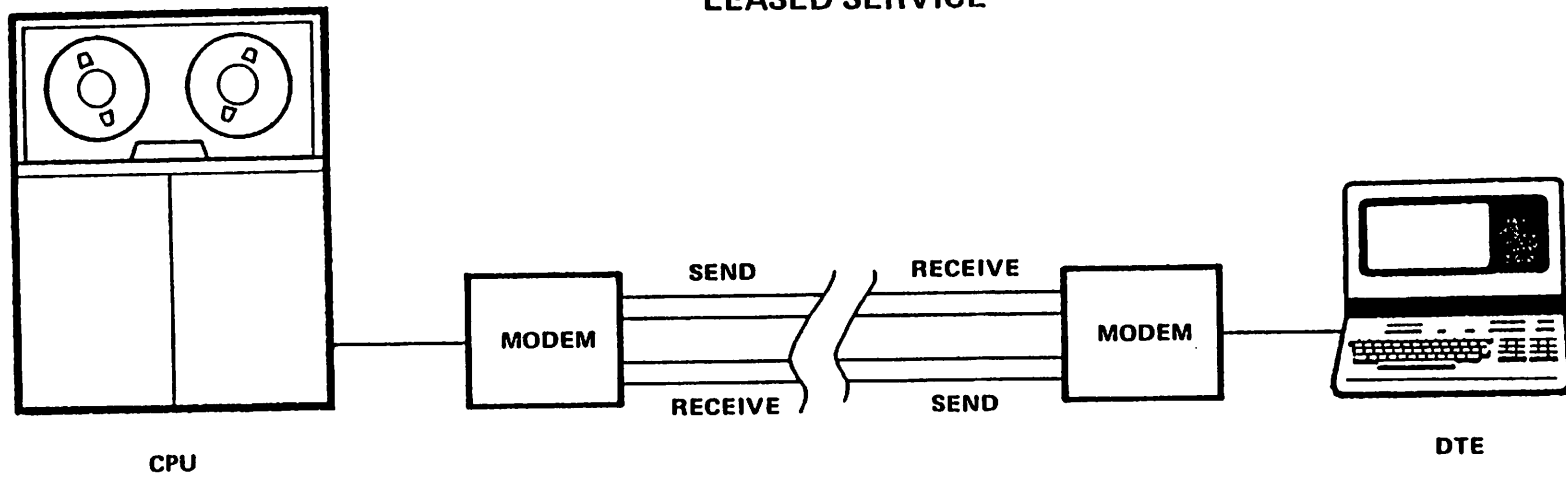 LEASED SERVICE
SEND
RECEIVE
MODEM
MODEM
RECEIVE
SEND
CPU
DTE